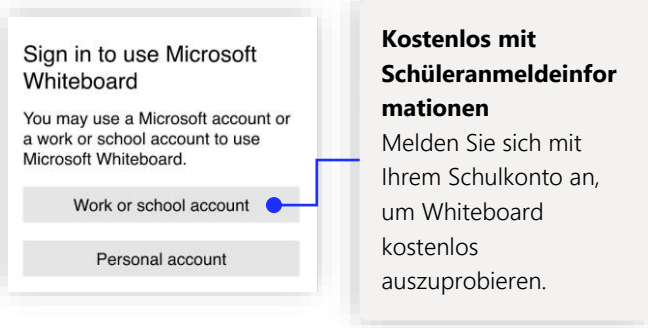 Sign in to use Microsoft
Whiteboard
You may use a Microsoft account or
a work or school account to use
Microsoft Whiteboard.
Work or school account
Personal account
Kostenlos mit
Schüleranmeldeinfor
mationen
Melden Sie sich mit
Ihrem Schulkonto an,
um Whiteboard
kostenlos
auszuprobieren.